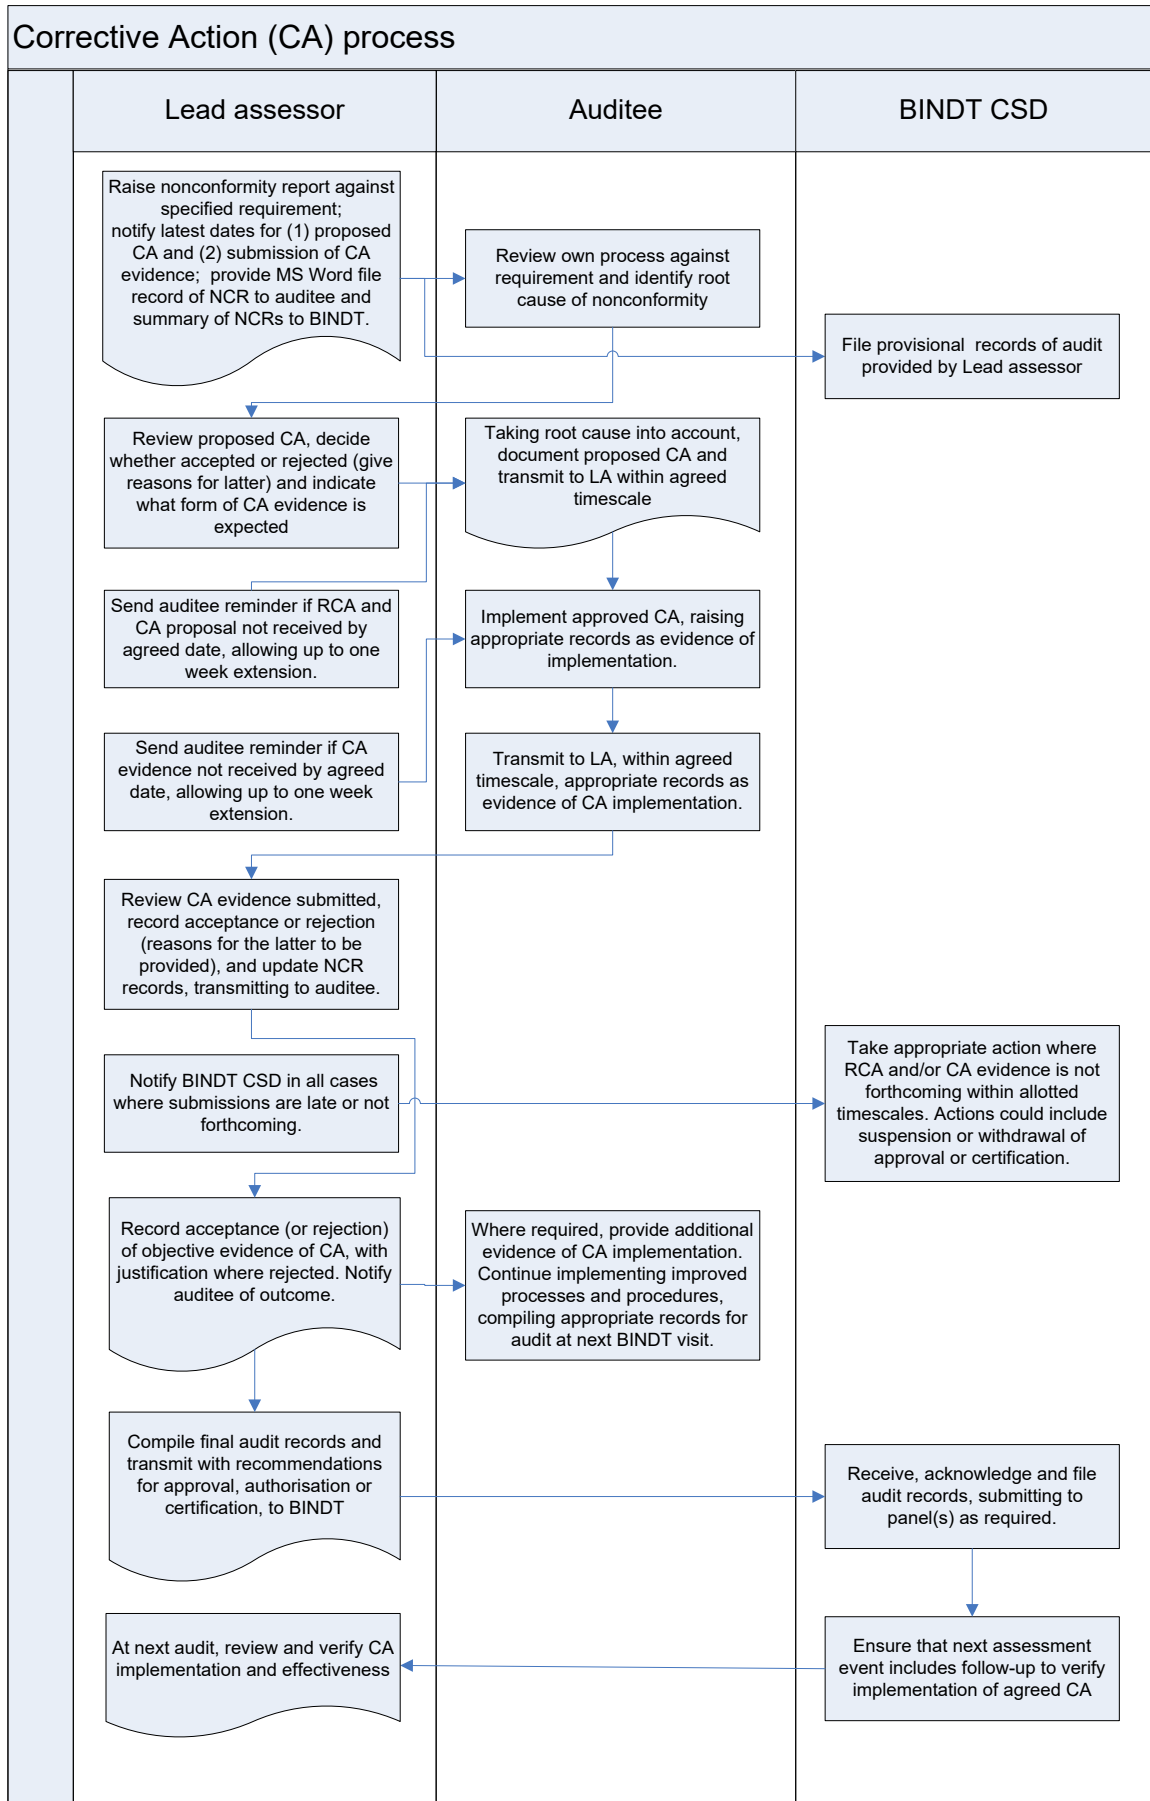 Corrective Action (CA) process
Lead assessor
Auditee
BINDT CSD
Raise nonconformity report against
specified requirement;
notify latest dates for (1) proposed
CA and (2) submission of CA
evidence;  provide MS Word file
record of NCR to auditee and
summary of NCRs to BINDT.
Review own process against
requirement and identify root
cause of nonconformity
File provisional  records of audit
provided by Lead assessor
Review proposed CA, decide
whether accepted or rejected (give
reasons for latter) and indicate
what form of CA evidence is
expected
Taking root cause into account,
document proposed CA and
transmit to LA within agreed
timescale
Send auditee reminder if RCA and
CA proposal not received by
agreed date, allowing up to one
week extension.
Implement approved CA, raising
appropriate records as evidence of
implementation.
Send auditee reminder if CA
evidence not received by agreed
date, allowing up to one week
extension.
Transmit to LA, within agreed
timescale, appropriate records as
evidence of CA implementation.
Review CA evidence submitted,
record acceptance or rejection
(reasons for the latter to be
provided), and update NCR
records, transmitting to auditee.
Notify BINDT CSD in all cases
where submissions are late or not
forthcoming.
Take appropriate action where
RCA and/or CA evidence is not
forthcoming within allotted
timescales. Actions could include
suspension or withdrawal of
approval or certification.
Record acceptance (or rejection)
of objective evidence of CA, with
justification where rejected. Notify
auditee of outcome.
Where required, provide additional
evidence of CA implementation.
Continue implementing improved
processes and procedures,
compiling appropriate records for
audit at next BINDT visit.
Compile final audit records and
transmit with recommendations
for approval, authorisation or
certification, to BINDT
Receive, acknowledge and file
audit records, submitting to
panel(s) as required.
At next audit, review and verify CA
implementation and effectiveness
Ensure that next assessment
event includes follow-up to verify
implementation of agreed CA